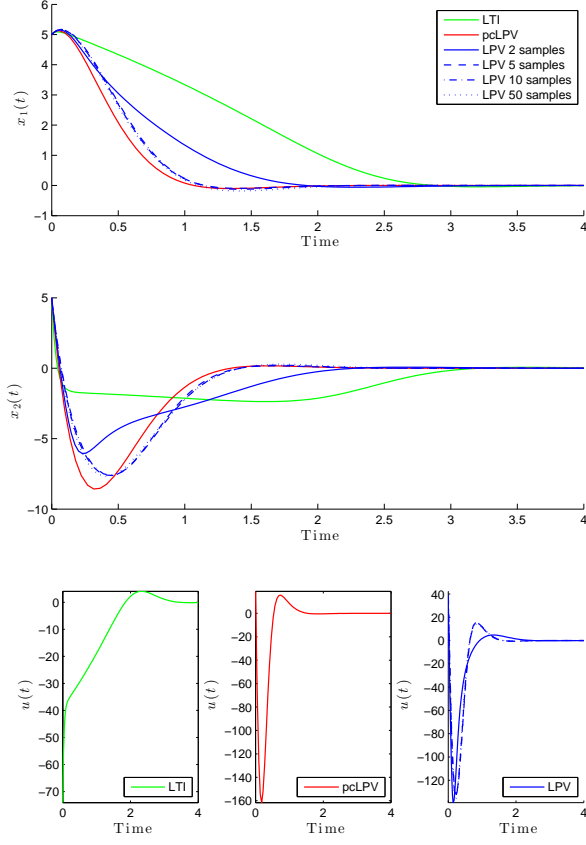 6
5
4
3
2
1
0
−1
0 0.5 1 1.5 2 2.5 3 3.5 4
Time
x1(t)
LTI
pcLPV
LPV 2 samples
LPV 5 samples
LPV 10 samples
LPV 50 samples
5
0
−5
−10
0 0.5 1 1.5 2 2.5 3 3.5 4
Time
x2(t)
0
−10
−20
−30
−40
−50
−60
−70
0 2 4
Time
u(t)
LTI
0
−20
−40
−60
−80
−100
−120
−140
−160
0 2 4
Time
u(t)
pcLPV
40
20
0
−20
−40
−60
−80
−100
−120
0 2 4
Time
u(t)
LPV